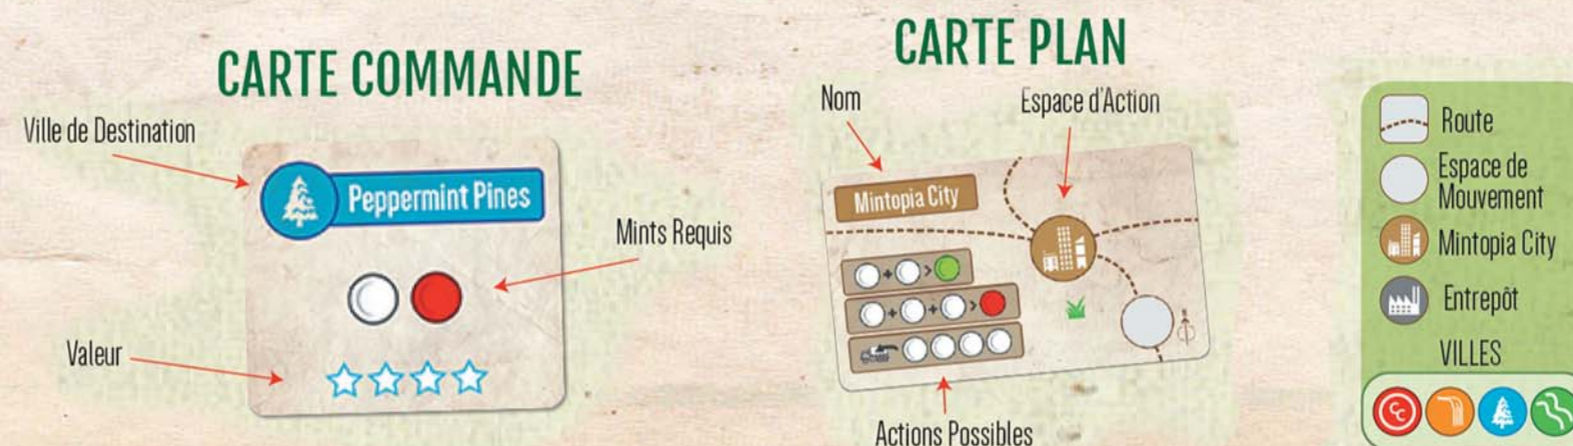 CARTE COMMANDE
Ville de Destination
Peppermint Pines
Mints Requis
Valeur
CARTE PLAN
Nom
Espace d'Action
Mintopia City
+ >
+ + >
Actions Possibles
Route
Espace de
Mouvement
Mintopia City
Entrepôt
VILLES
CC